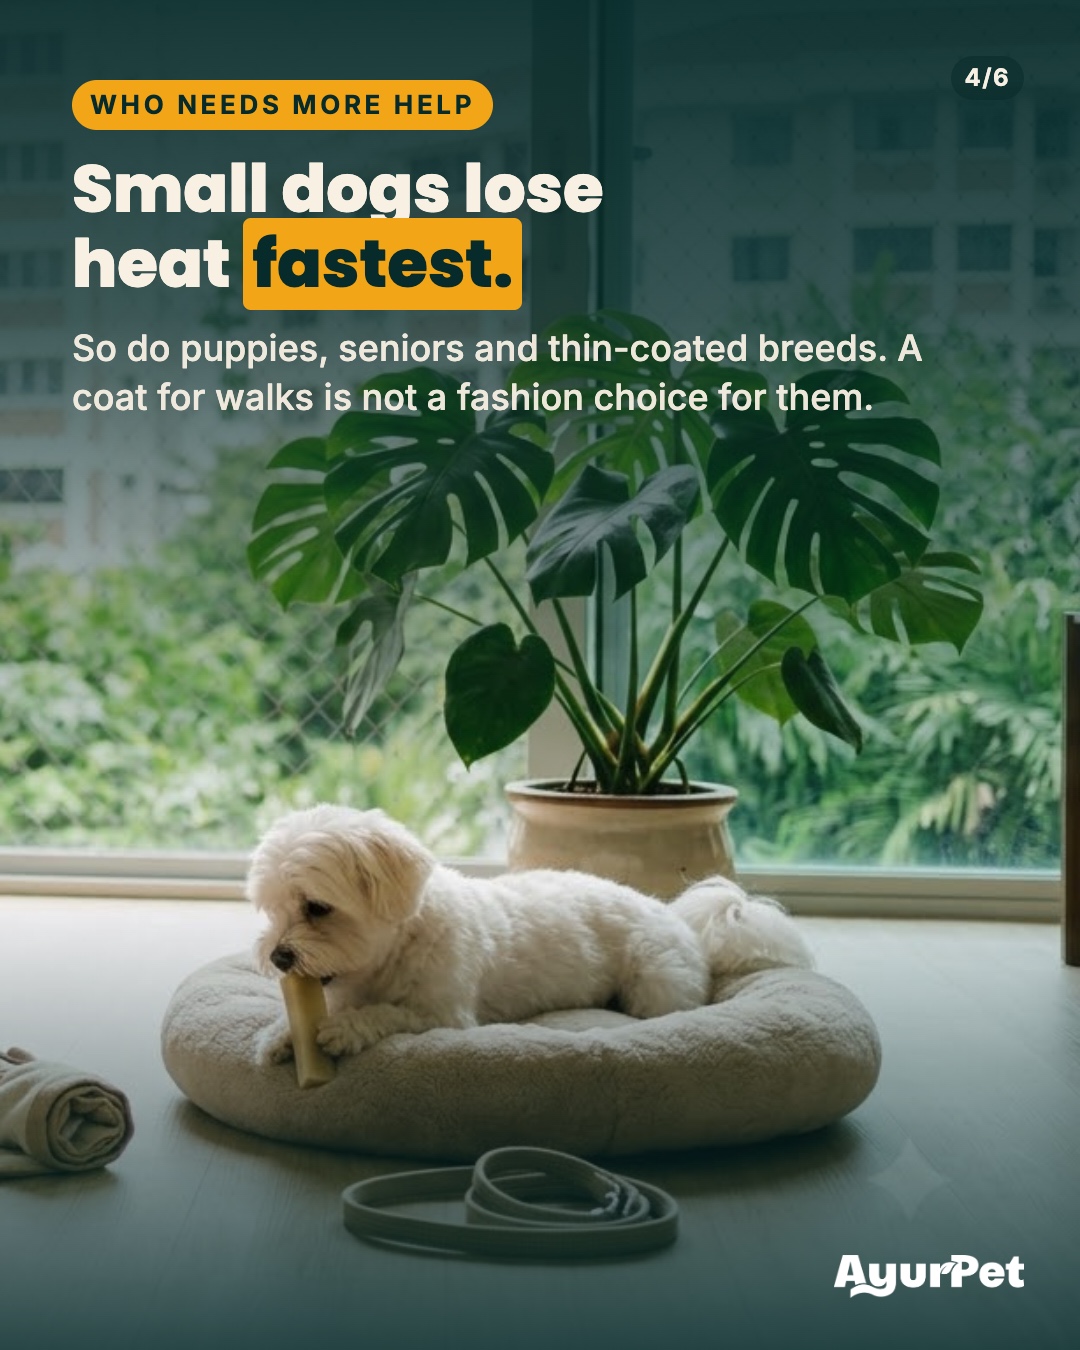 4/6
WHO NEEDS MORE HELP
Small dogs lose
heat fastest.
So do puppies, seniors and thin-coated breeds. A
coat for walks is not a fashion choice for them.
AyurPet